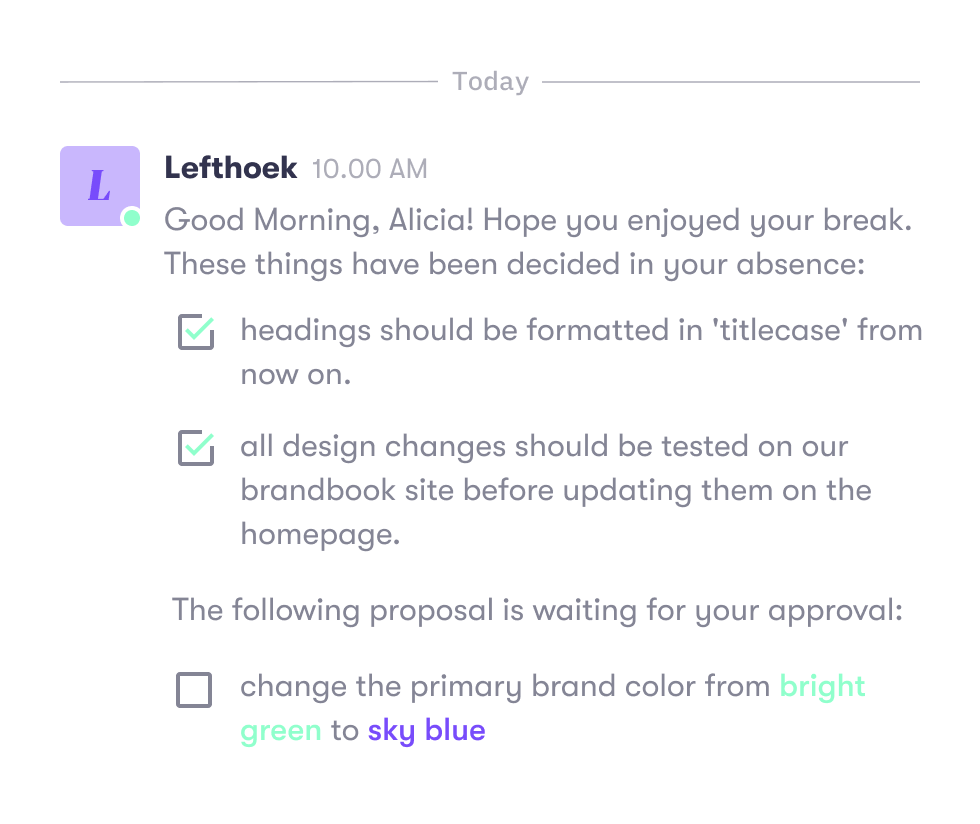 Today
L
Lefthoek 10.00 AM
Good Morning, Alicia! Hope you enjoyed your break.
These things have been decided in your absence:
headings should be formatted in 'titlecase' from
now on.
all design changes should be tested on our
brandbook site before updating them on the
homepage.
The following proposal is waiting for your approval:
change the primary brand color from bright
green to sky blue